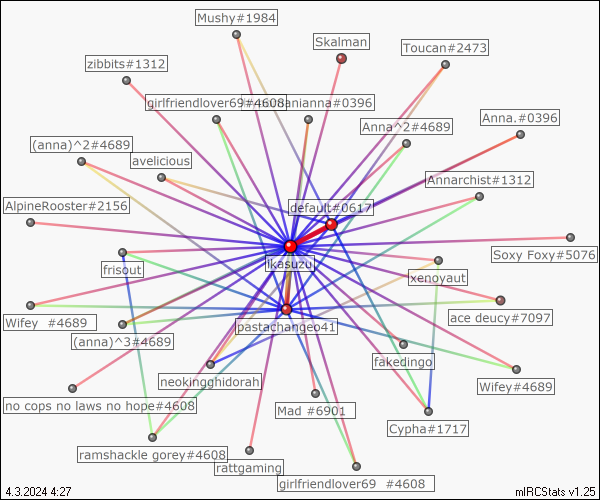 Mushy#1984
Skalman
Toucan#2473
zibbits#1312
girlfriendlover69#4608
anianna#0396
Anna.#0396
Anna^2#4689
(anna)^2#4689
avelicious
Annarchist#1312
AlpineRooster#2156
default#0617
Soxy Foxy#5076
ikasuzu
frisout
xenoyaut
ace deucy#7097
Wifey #4689
pastachangeo41
(anna)^3#4689
fakedingo
neokingghidorah
Wifey#4689
no cops no laws no hope#4608
Mad #6901
Cypha#1717
ramshackle gorey#4608
rattgaming
girlfriendlover69 #4608
4.3.2024 4:27
mIRCStats v1.25